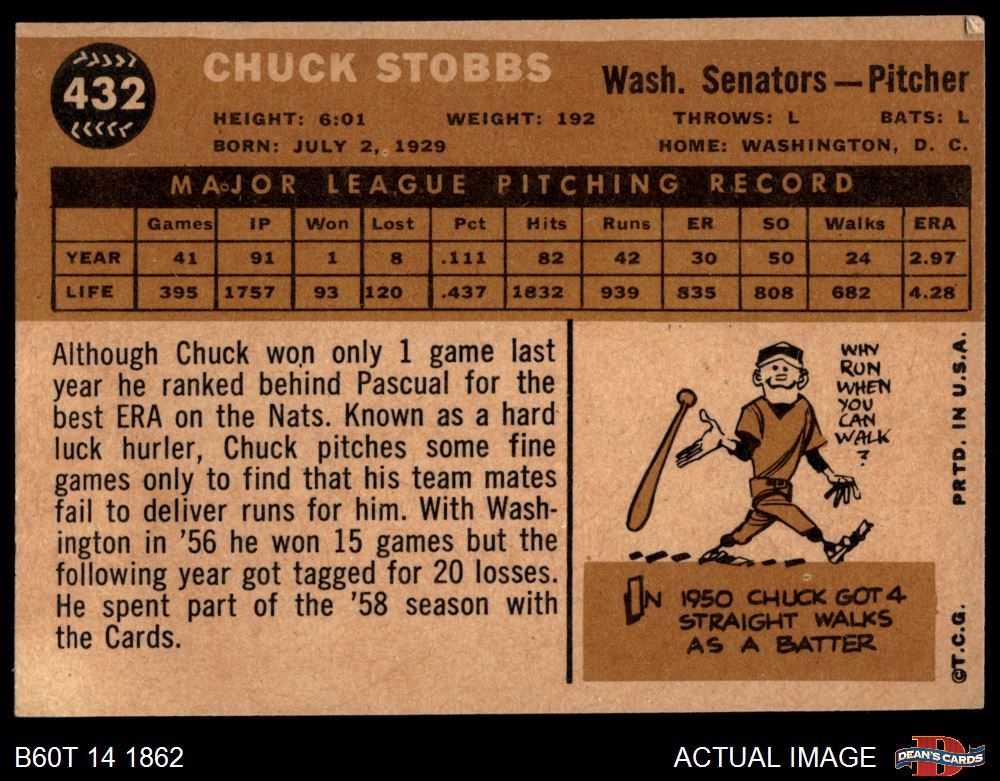 432
CHUCK STOBBS
Wash. Senators — Pitcher
HEIGHT: 6:01 WEIGHT: 192 THROWS: L BATS: L
BORN: JULY 2, 1929 HOME: WASHINGTON, D. C.
MAJOR LEAGUE PITCHING RECORD
Games IP Won Lost Pct Hits Runs ER SO Walks ERA
YEAR 41 91 1 8 .111 82 42 30 50 24 2.97
LIFE 395 1757 93 120 .437 1832 939 835 808 682 4.28
Although Chuck won only 1 game last
year he ranked behind Pascual for the
best ERA on the Nats. Known as a hard
luck hurler, Chuck pitches some fine
games only to find that his team mates
fail to deliver runs for him. With Wash-
ington in '56 he won 15 games but the
following year got tagged for 20 losses.
He spent part of the '58 season with
the Cards.
WHY
RUN
WHEN
YOU
CAN
WALK
?
IN 1950 CHUCK GOT 4
STRAIGHT WALKS
AS A BATTER
©T.C.G. PRTD. IN U.S.A.
B60T 14 1862
ACTUAL IMAGE
DEAN'S CARDS